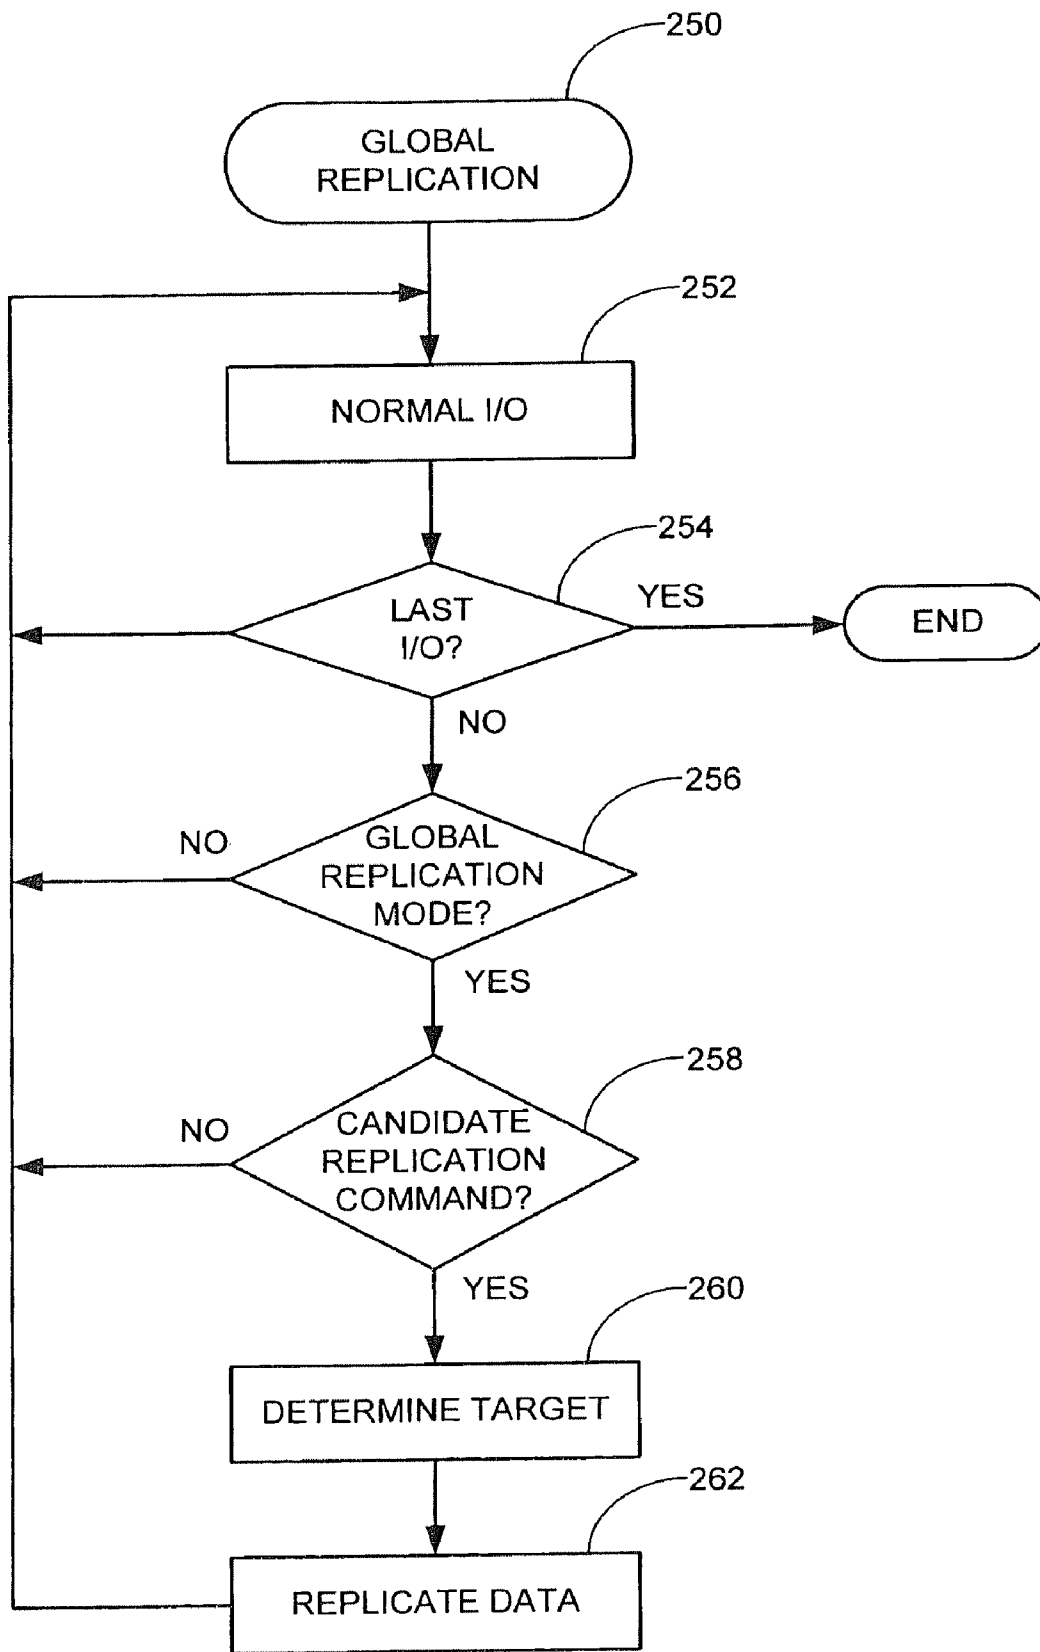 250
GLOBAL
REPLICATION
252
NORMAL I/O
254
LAST
I/O?
YES
END
NO
256
NO
GLOBAL
REPLICATION
MODE?
YES
258
NO
CANDIDATE
REPLICATION
COMMAND?
YES
260
DETERMINE TARGET
262
REPLICATE DATA